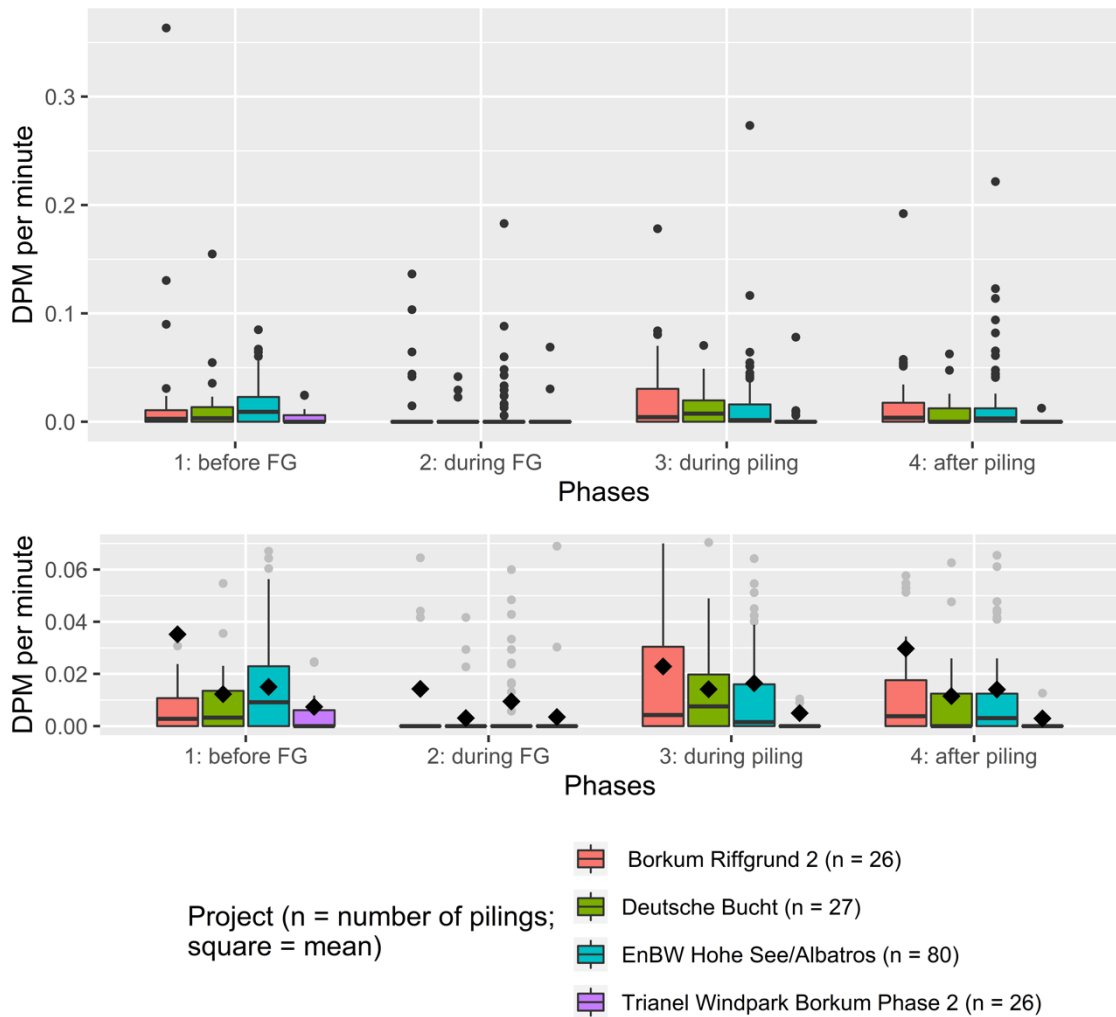 DPM per minute
0.3
0.2
0.1
0.0
1: before FG
2: during FG
3: during piling
4: after piling
Phases
DPM per minute
0.06
0.04
0.02
0.00
1: before FG
2: during FG
3: during piling
4: after piling
Phases
Project (n = number of pilings;
square = mean)
Borkum Riffgrund 2 (n = 26)
Deutsche Bucht (n = 27)
EnBW Hohe See/Albatros (n = 80)
Trianel Windpark Borkum Phase 2 (n = 26)